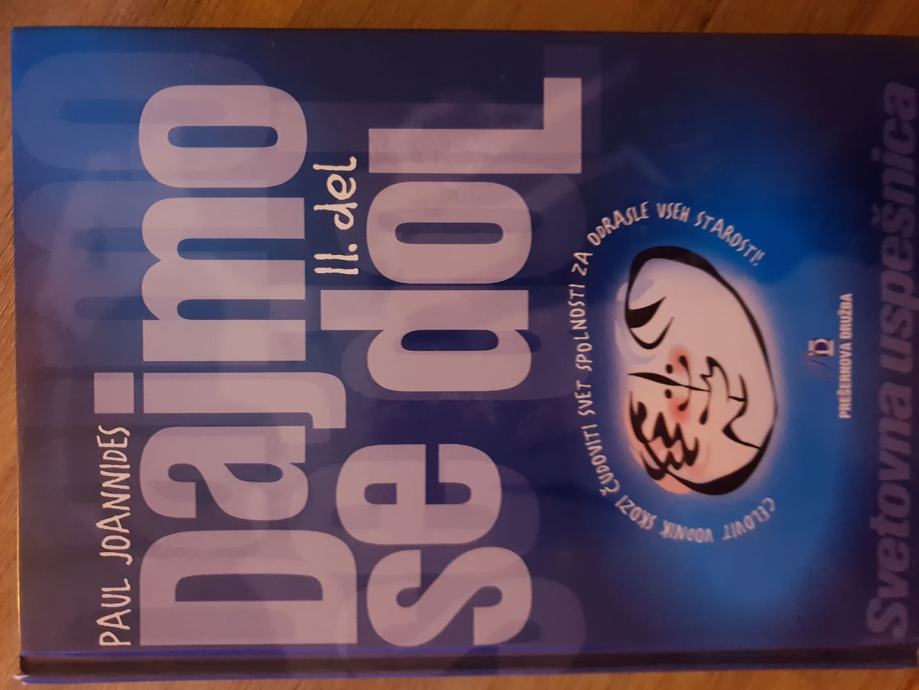 PAUL JOANNIDES
Dajmo
II. del
se doL
CELOVIT VODNIK SKOZI ČUDOVITI SVET SPOLNOSTI ZA ODRASLE VSEH STAROSTI!
PREŠERNOVA DRUŽBA
Svetovna uspešnica